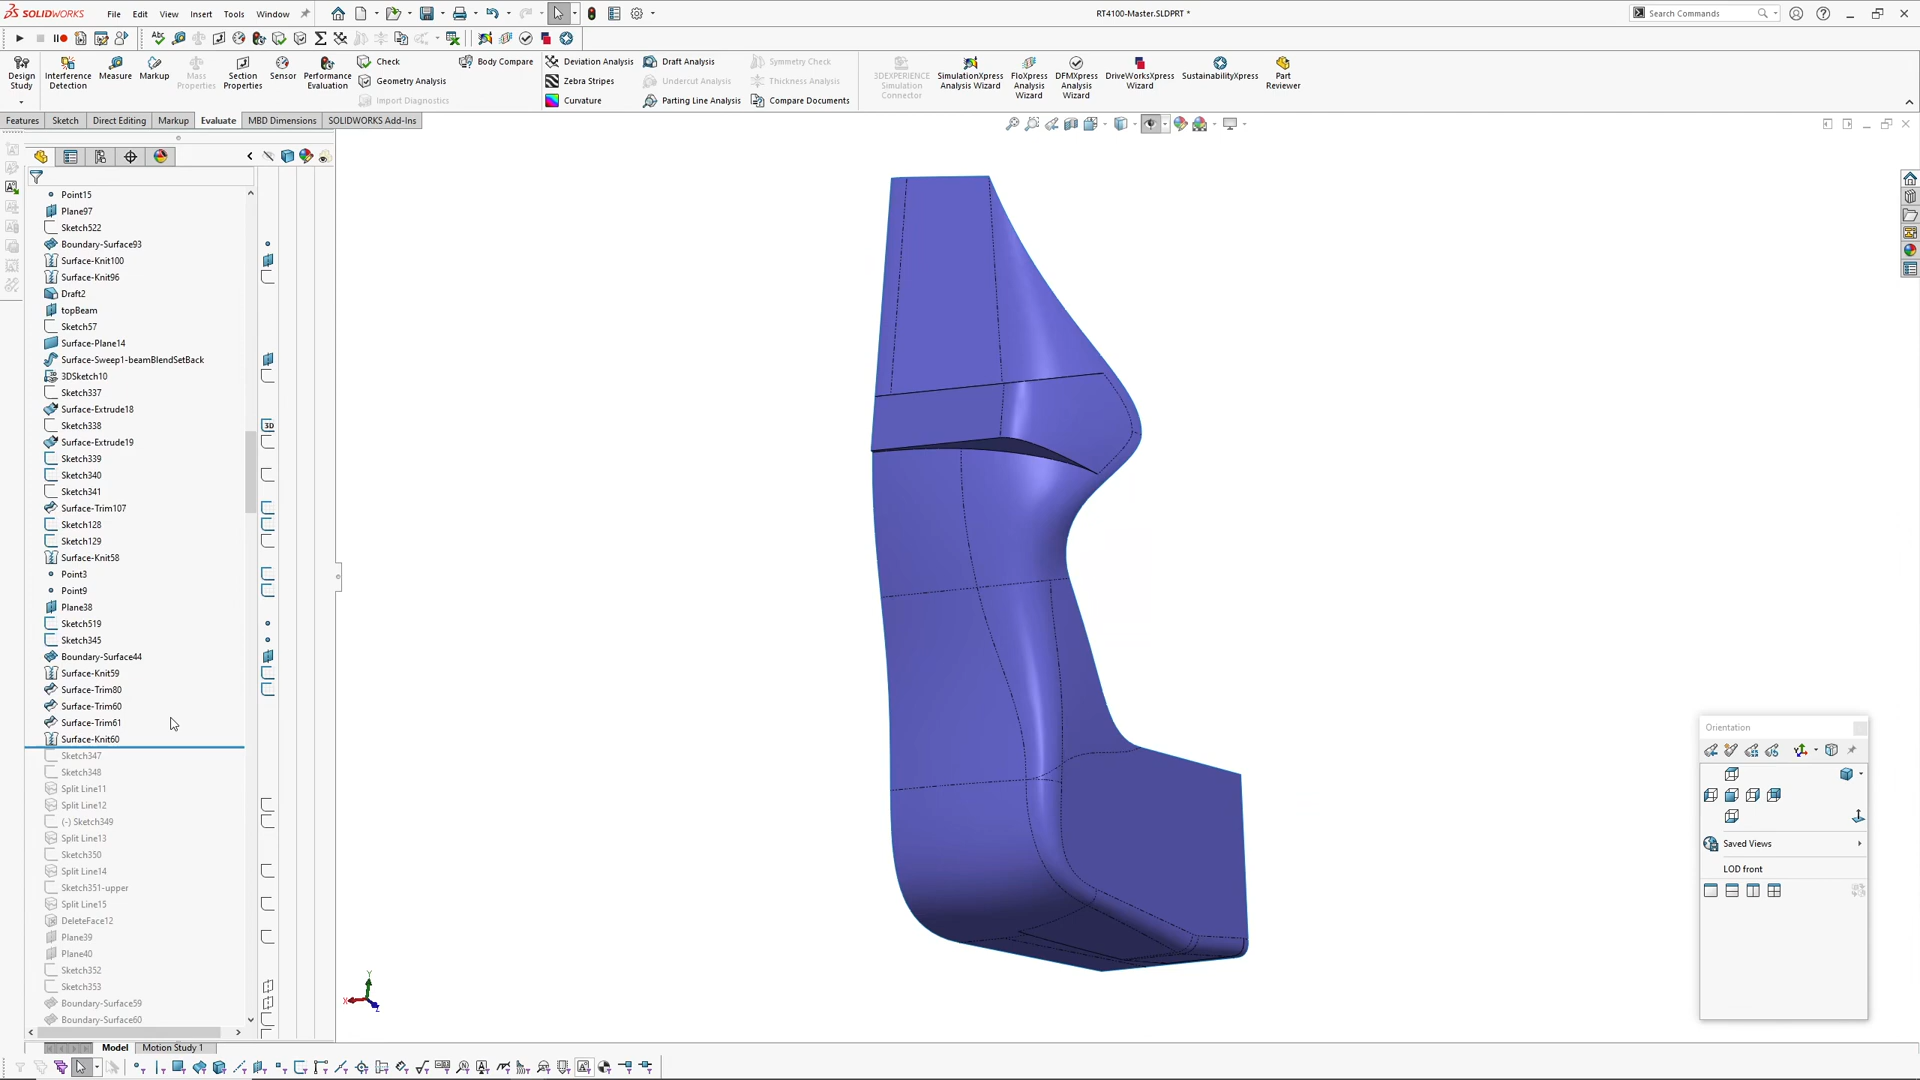 SOLIDWORKS File Edit View Insert Tools Window
RT4100-Master.SLDPRT *
Search Commands
Design Study
Interference Detection
Measure
Markup
Mass Properties
Section Properties
Sensor
Performance Evaluation
Check
Geometry Analysis
Import Diagnostics
Body Compare
Deviation Analysis
Zebra Stripes
Curvature
Draft Analysis
Undercut Analysis
Parting Line Analysis
Symmetry Check
Thickness Analysis
Compare Documents
3DEXPERIENCE Simulation Connector
SimulationXpress Analysis Wizard
FloXpress Analysis Wizard
DFMXpress Analysis Wizard
DriveWorksXpress Wizard
SustainabilityXpress
Part Reviewer
Features Sketch Direct Editing Markup Evaluate MBD Dimensions SOLIDWORKS Add-Ins
Point15
Plane97
Sketch522
Boundary-Surface93
Surface-Knit100
Surface-Knit96
Draft2
topBeam
Sketch57
Surface-Plane14
Surface-Sweep1-beamBlendSetBack
3DSketch10
Sketch337
Surface-Extrude18
Sketch338
3D
Surface-Extrude19
Sketch339
Sketch340
Sketch341
Surface-Trim107
Sketch128
Sketch129
Surface-Knit58
Point3
Point9
Plane38
Sketch519
Sketch345
Boundary-Surface44
Surface-Knit59
Surface-Trim80
Surface-Trim60
Surface-Trim61
Surface-Knit60
Sketch347
Sketch348
Split Line11
Split Line12
(-) Sketch349
Split Line13
Sketch350
Split Line14
Sketch351-upper
Split Line15
DeleteFace12
Plane39
Plane40
Sketch352
Sketch353
Boundary-Surface59
Boundary-Surface60
Y
X
Z
Orientation
Saved Views
LOD front
Model Motion Study 1